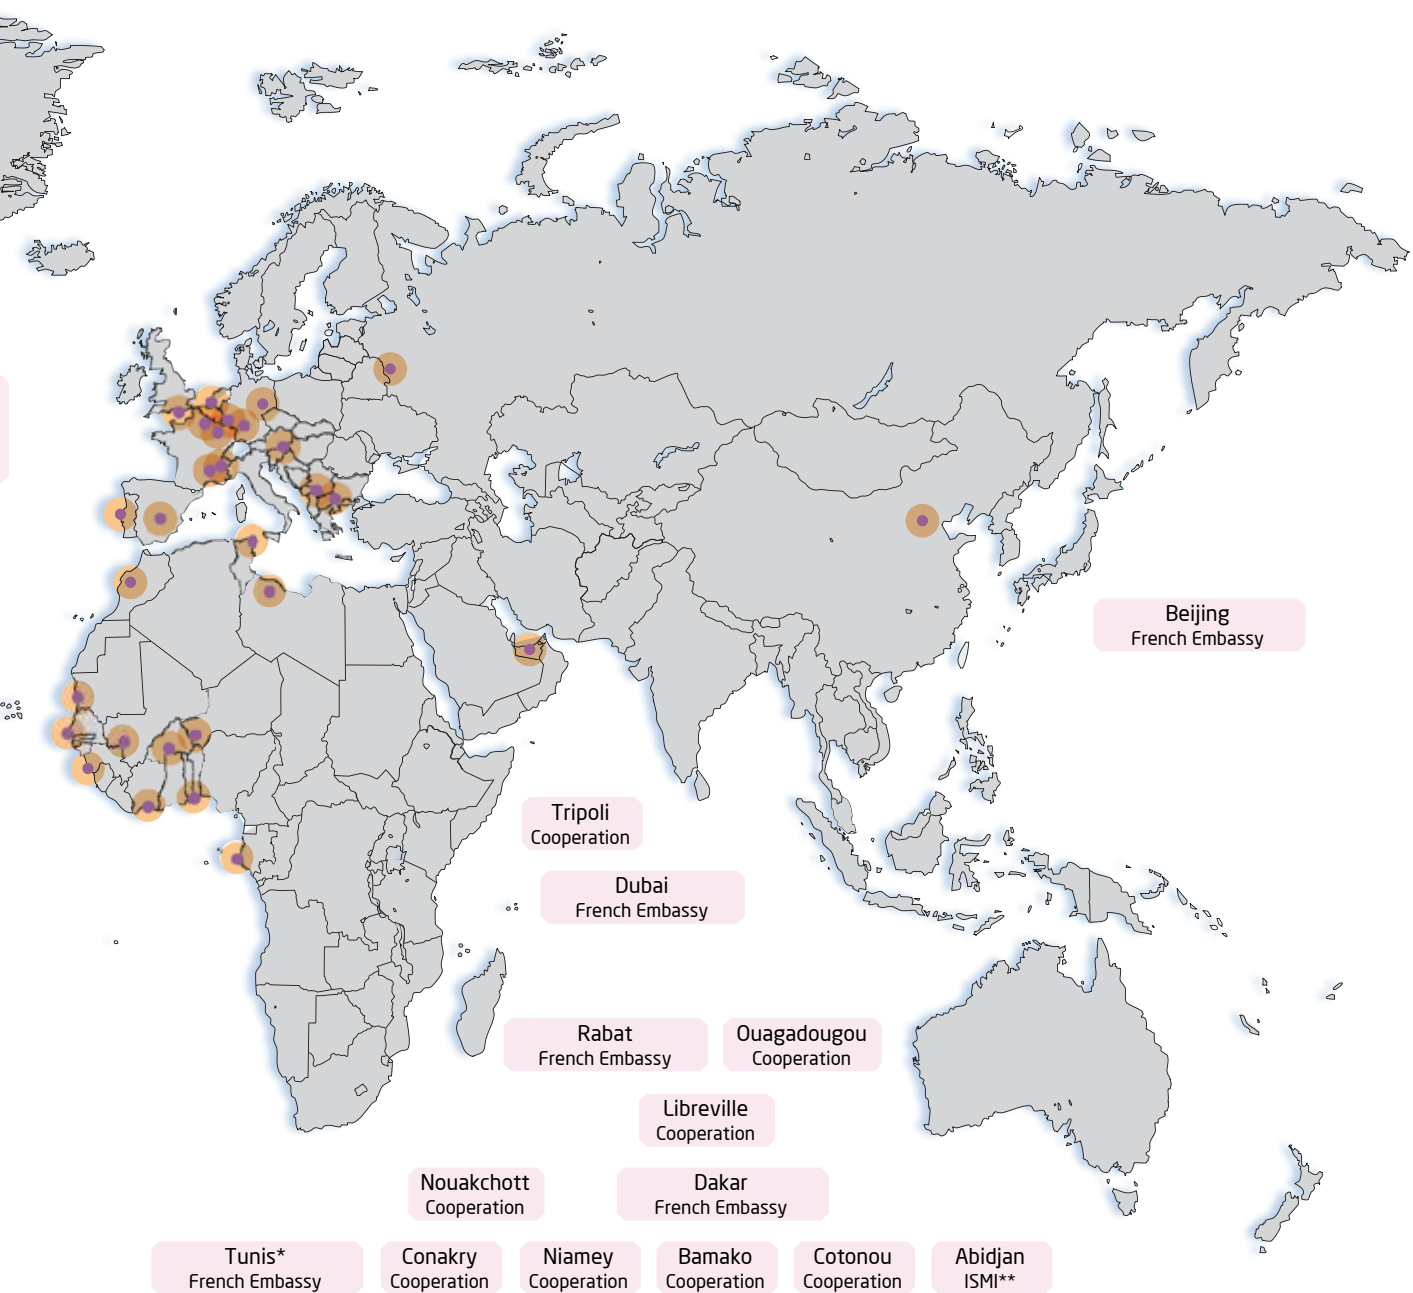 Beijing
French Embassy
Tripoli
Cooperation
Dubai
French Embassy
Rabat
French Embassy
Ouagadougou
Cooperation
Libreville
Cooperation
Nouakchott
Cooperation
Dakar
French Embassy
Tunis*
French Embassy
Conakry
Cooperation
Niamey
Cooperation
Bamako
Cooperation
Cotonou
Cooperation
Abidjan
ISMI**